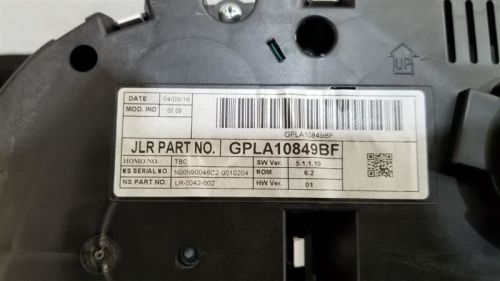 UP
DATE 04/05/16
MOD. IND 00.09
GPLA10849BF
JLR PART NO. GPLA10849BF
HOMO NO. TBC SW Ver. 5.1.1.10
NS SERIAL NO. N90N90046C2-0010204 ROM 6.2
NS PART NO. LR-0042-002 HW Ver. 01